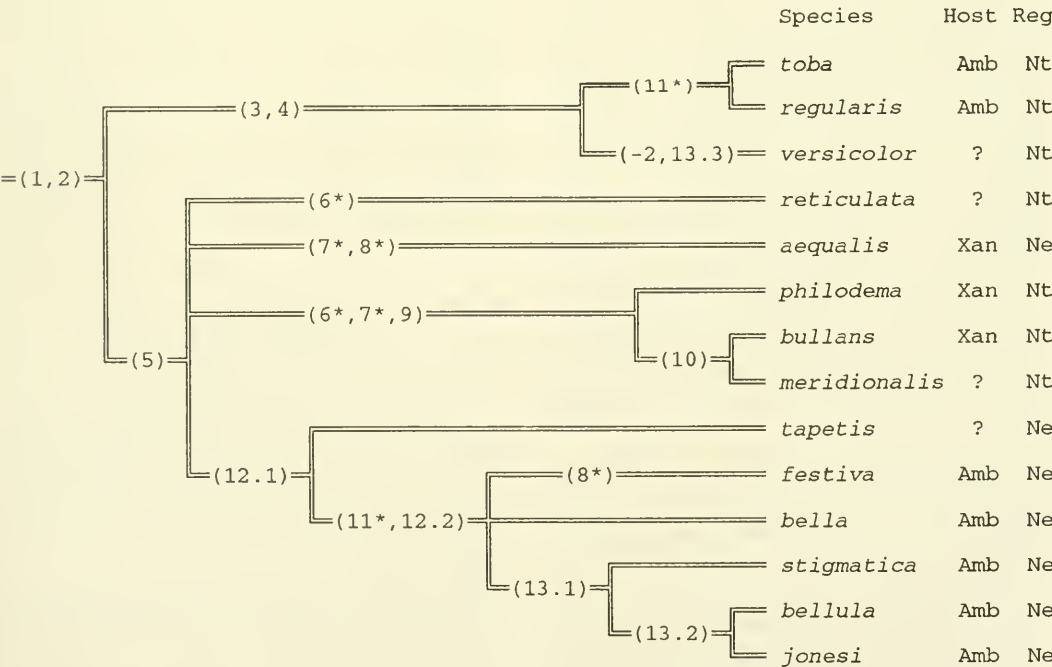 Species Host Reg
toba Amb Nt
(11*)
(3,4) regularis Amb Nt
(-2,13.3) versicolor ? Nt
=(1,2)
(6*) reticulata ? Nt
(7*,8*) aequalis Xan Ne
philodema Xan Nt
(6*,7*,9)
bullans Xan Nt
(5) (10)
meridionalis ? Nt
tapetis ? Ne
(12.1) (8*) festiva Amb Ne
(11*,12.2) bella Amb Ne
stigmatica Amb Ne
(13.1)
bellula Amb Ne
(13.2)
jonesi Amb Ne